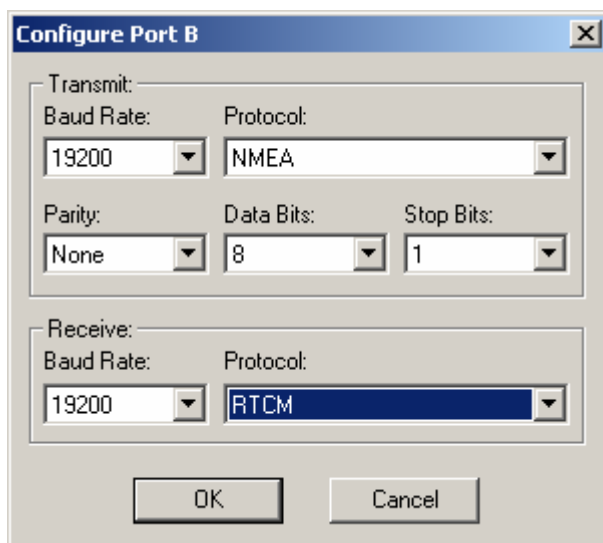 Configure Port B
Transmit:
Baud Rate: Protocol:
19200 NMEA
Parity: Data Bits: Stop Bits:
None 8 1
Receive:
Baud Rate: Protocol:
19200 RTCM
OK Cancel